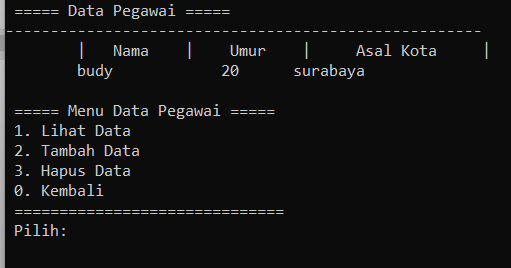 ===== Data Pegawai =====
-----------------------------------------------------
| Nama | Umur | Asal Kota |
budy 20 surabaya
===== Menu Data Pegawai =====
1. Lihat Data
2. Tambah Data
3. Hapus Data
0. Kembali
==============================
Pilih: